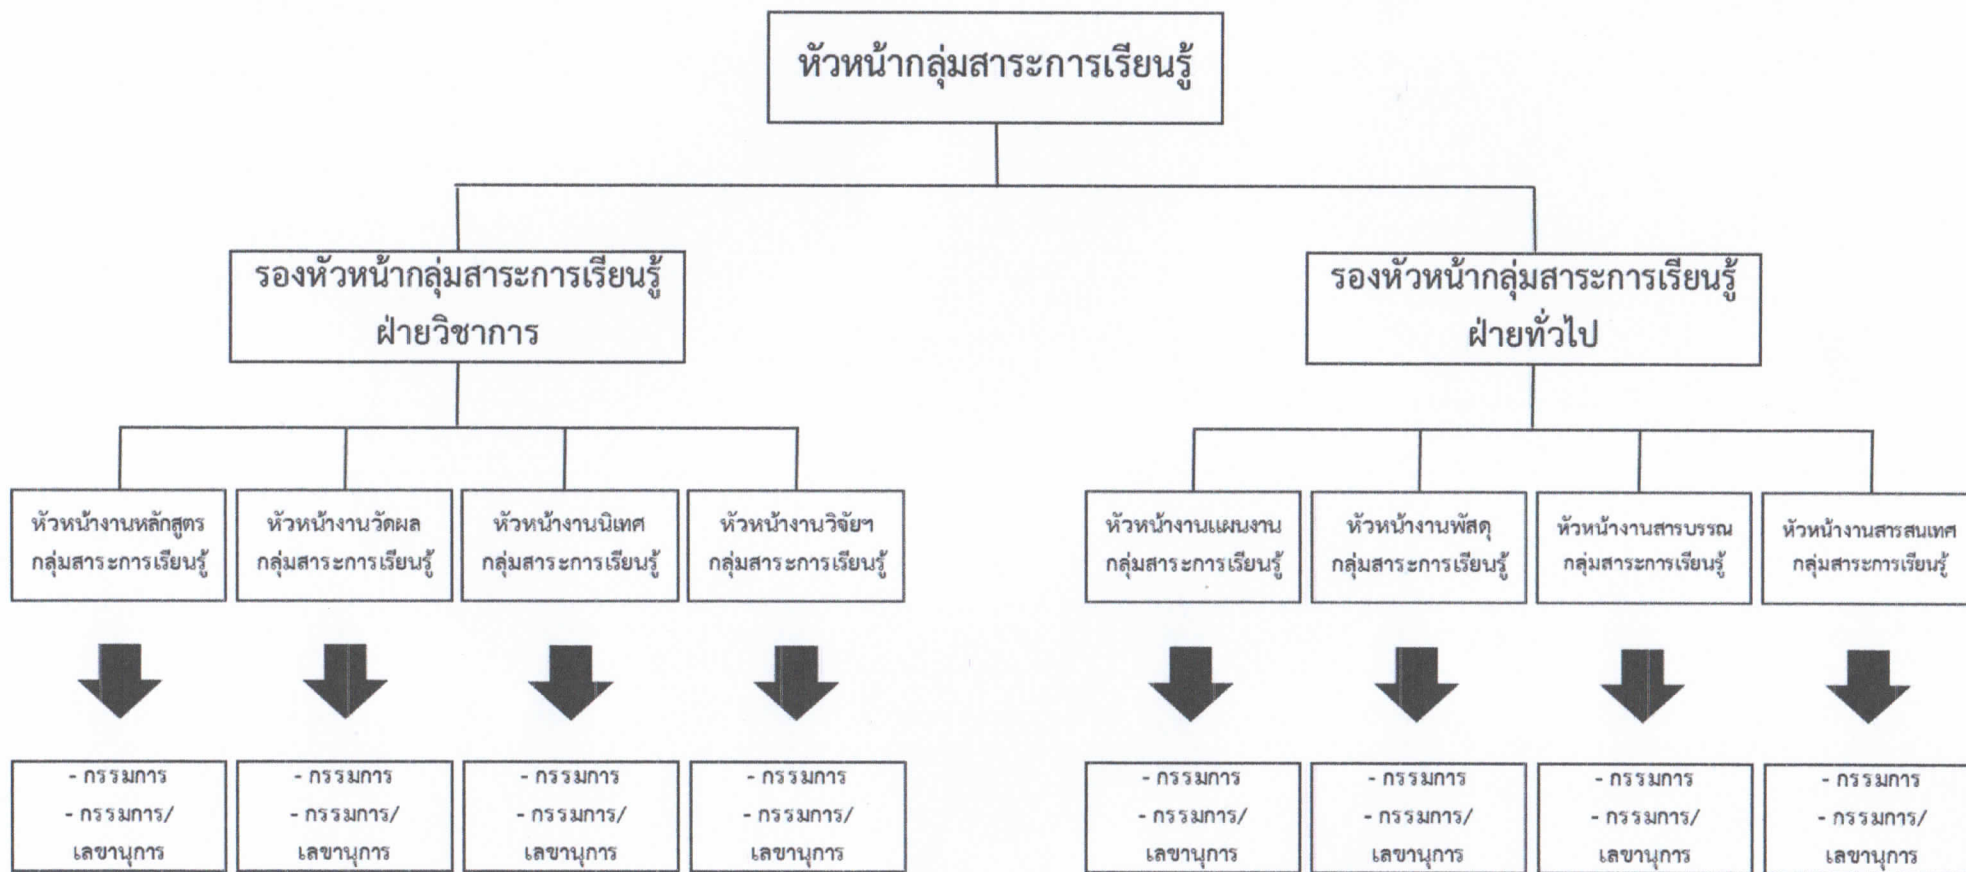 หัวหน้ากลุ่มสาระการเรียนรู้
รองหัวหน้ากลุ่มสาระการเรียนรู้
ฝ่ายวิชาการ
รองหัวหน้ากลุ่มสาระการเรียนรู้
ฝ่ายทั่วไป
หัวหน้างานหลักสูตร
กลุ่มสาระการเรียนรู้
หัวหน้างานวัดผล
กลุ่มสาระการเรียนรู้
หัวหน้างานนิเทศ
กลุ่มสาระการเรียนรู้
หัวหน้างานวิจัยฯ
กลุ่มสาระการเรียนรู้
หัวหน้างานแผนงาน
กลุ่มสาระการเรียนรู้
หัวหน้างานพัสดุ
กลุ่มสาระการเรียนรู้
หัวหน้างานสารบรรณ
กลุ่มสาระการเรียนรู้
หัวหน้างานสารสนเทศ
กลุ่มสาระการเรียนรู้
- กรรมการ
- กรรมการ/
เลขานุการ
- กรรมการ
- กรรมการ/
เลขานุการ
- กรรมการ
- กรรมการ/
เลขานุการ
- กรรมการ
- กรรมการ/
เลขานุการ
- กรรมการ
- กรรมการ/
เลขานุการ
- กรรมการ
- กรรมการ/
เลขานุการ
- กรรมการ
- กรรมการ/
เลขานุการ
- กรรมการ
- กรรมการ/
เลขานุการ